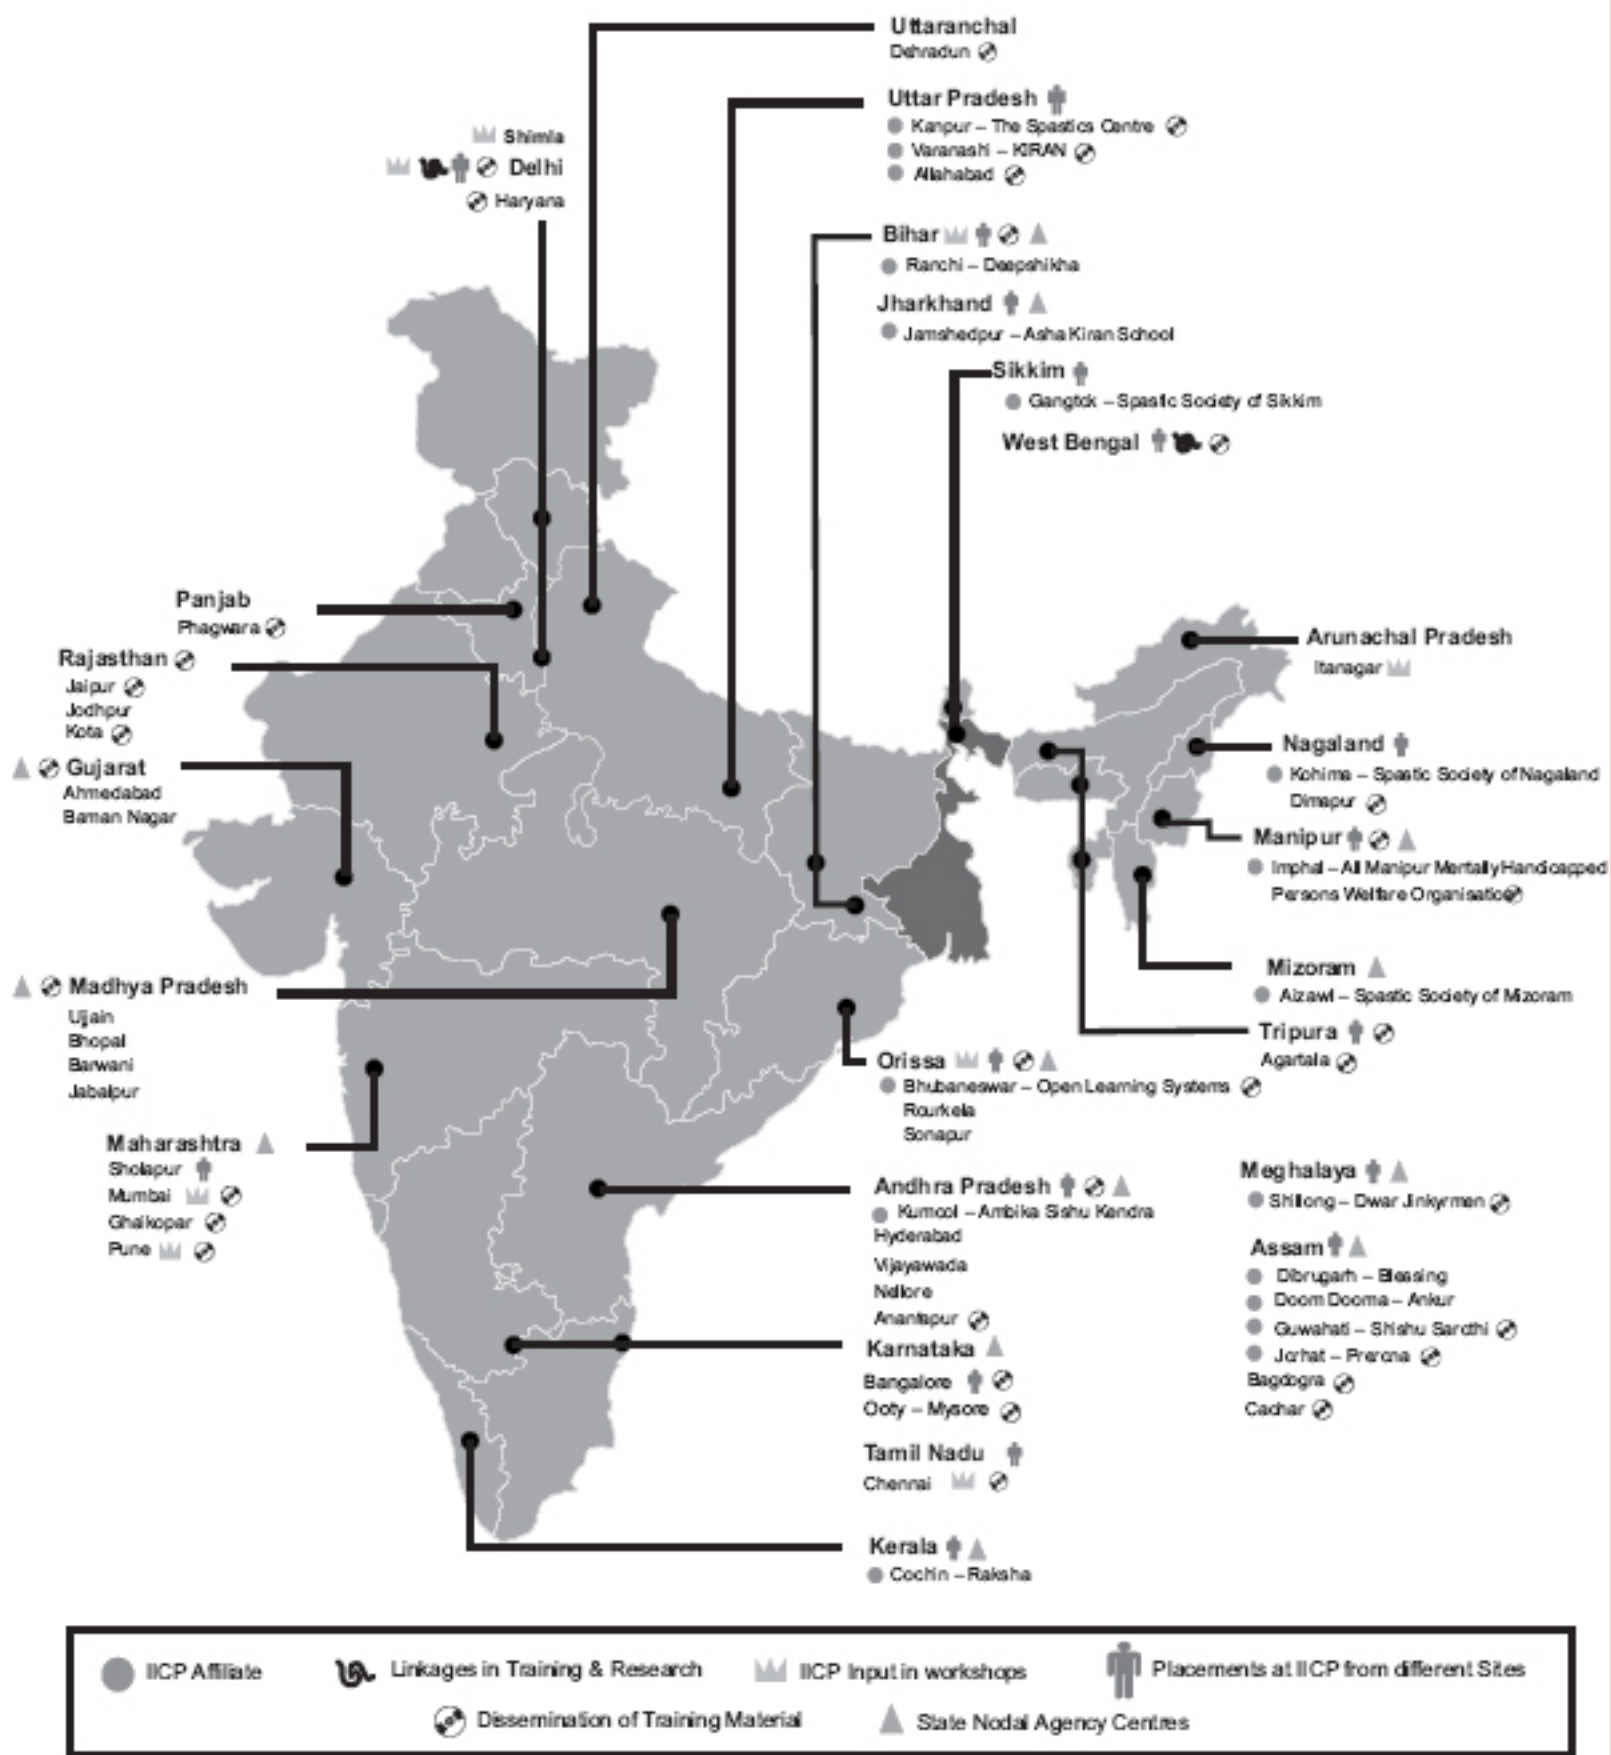 Uttaranchal
Dehradun
Uttar Pradesh
Kanpur – The Spastics Centre
Varanashi – KIRAN
Allahabad
Shimla
Delhi
Haryana
Bihar
Ranchi – Deepshikha
Jharkhand
Jamshedpur – Asha Kiran School
Sikkim
Gangtok – Spastic Society of Sikkim
West Bengal
Panjab
Phagwara
Rajasthan
Jaipur
Jodhpur
Kota
Gujarat
Ahmedabad
Baman Nagar
Madhya Pradesh
Ujjain
Bhopal
Barwani
Jabalpur
Maharashtra
Sholapur
Mumbai
Ghatkopar
Pune
Arunachal Pradesh
Itanagar
Nagaland
Kohima – Spastic Society of Nagaland
Dimapur
Manipur
Imphal – All Manipur Mentally Handicapped
Persons Welfare Organisatio
Mizoram
Aizawl – Spastic Society of Mizoram
Tripura
Agartala
Orissa
Bhubaneswar – Open Learning Systems
Rourkela
Sonapur
Andhra Pradesh
Kurnool – Ambika Sishu Kendra
Hyderabad
Vijayawada
Nellore
Anantapur
Karnataka
Bangalore
Ooty – Mysore
Tamil Nadu
Chennai
Kerala
Cochin – Raksha
Meghalaya
Shillong – Dwar Jinkyrmen
Assam
Dibrugarh – Blessing
Doom Dooma – Ankur
Guwahati – Shishu Sarothi
Jorhat – Prerona
Bagdogra
Cachar
IICP Affiliate
Linkages in Training & Research
IICP Input in workshops
Placements at IICP from different Sites
Dissemination of Training Material
State Nodal Agency Centres